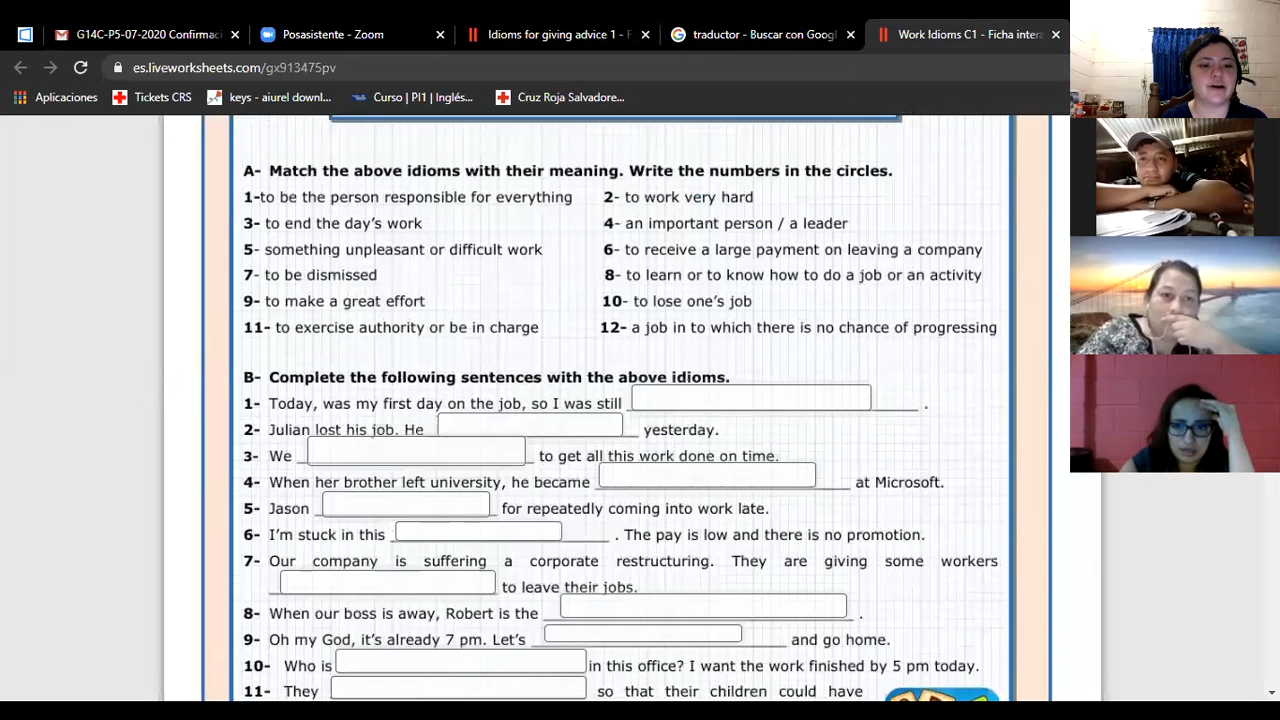 G14C-P5-07-2020 Confirmaci
Posasistente - Zoom
Idioms for giving advice 1 - F
traductor - Buscar con Googl
Work Idioms C1 - Ficha intera
es.liveworksheets.com/gx913475pv
Aplicaciones
Tickets CRS
keys - aiurel downl...
Curso | PI1 | Inglés...
Cruz Roja Salvadore...
A- Match the above idioms with their meaning. Write the numbers in the circles.
1-to be the person responsible for everything 2- to work very hard
3- to end the day's work 4- an important person / a leader
5- something unpleasant or difficult work 6- to receive a large payment on leaving a company
7- to be dismissed 8- to learn or to know how to do a job or an activity
9- to make a great effort 10- to lose one's job
11- to exercise authority or be in charge 12- a job in to which there is no chance of progressing
B- Complete the following sentences with the above idioms.
1- Today, was my first day on the job, so I was still .
2- Julian lost his job. He yesterday.
3- We to get all this work done on time.
4- When her brother left university, he became at Microsoft.
5- Jason for repeatedly coming into work late.
6- I'm stuck in this . The pay is low and there is no promotion.
7- Our company is suffering a corporate restructuring. They are giving some workers
to leave their jobs.
8- When our boss is away, Robert is the .
9- Oh my God, it's already 7 pm. Let's and go home.
10- Who is in this office? I want the work finished by 5 pm today.
11- They so that their children could have